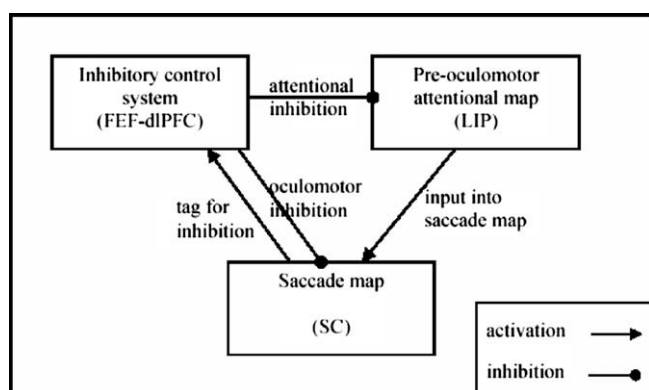 Inhibitory control
system
(FEF-dlPFC)
attentional
inhibition
Pre-oculomotor
attentional map
(LIP)
oculomotor
inhibition
tag for
inhibition
input into
saccade map
Saccade map
(SC)
activation
inhibition